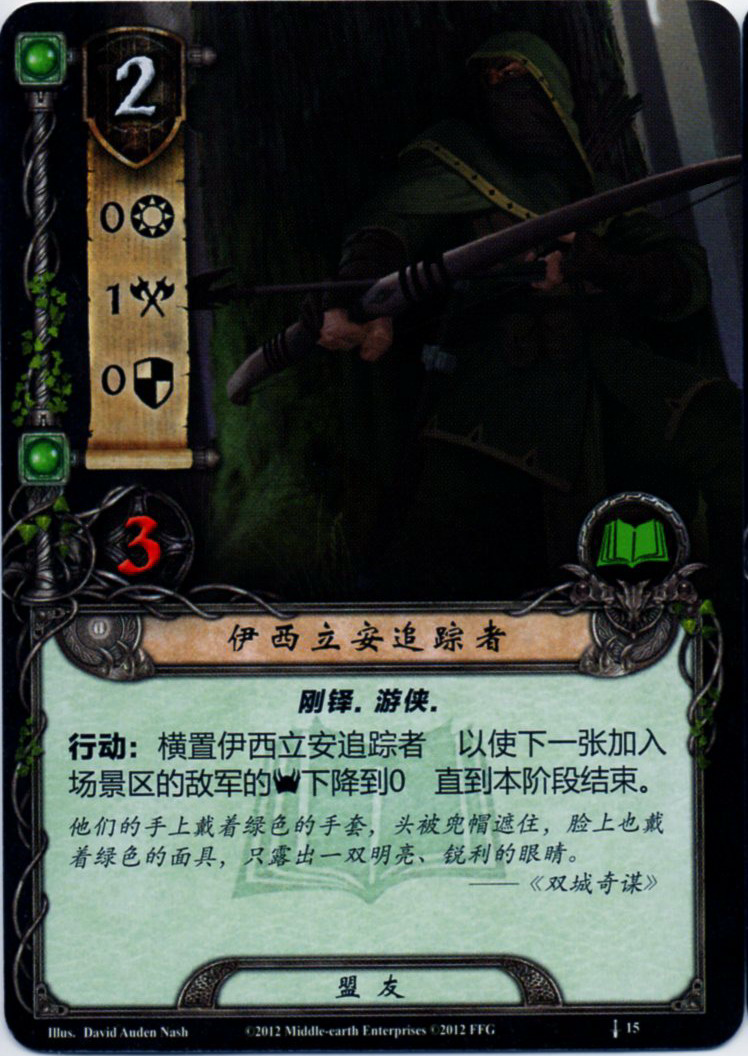 2
0
1
0
3
伊西立安追踪者
刚铎. 游侠.
行动：横置伊西立安追踪者 以使下一张加入
场景区的敌军的下降到0 直到本阶段结束。
他们的手上戴着绿色的手套，头被兜帽遮住，脸上也戴
着绿色的面具，只露出一双明亮、锐利的眼睛。
——《双城奇谋》
盟友
Illus. David Auden Nash ©2012 Middle-earth Enterprises ©2012 FFG 15